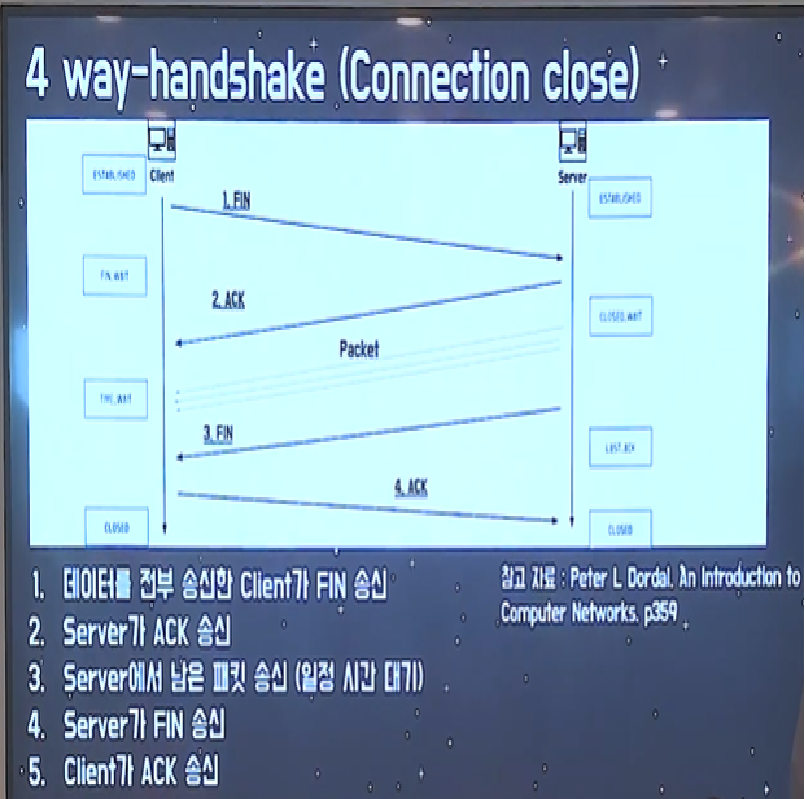 4 way-handshake (Connection close)
Client
Server
ESTABLISHED
ESTABLISHED
1. FIN
FIN_WAIT
2. ACK
CLOSED_WAIT
Packet
TIME_WAIT
3. FIN
LAST_ACK
4. ACK
CLOSED
CLOSED
1. 데이터를 전부 송신한 Client가 FIN 송신
2. Server가 ACK 송신
3. Server에서 남은 패킷 송신 (일정 시간 대기)
4. Server가 FIN 송신
5. Client가 ACK 송신
참고 자료 : Peter L Dordal, An Introduction to
Computer Networks, p359